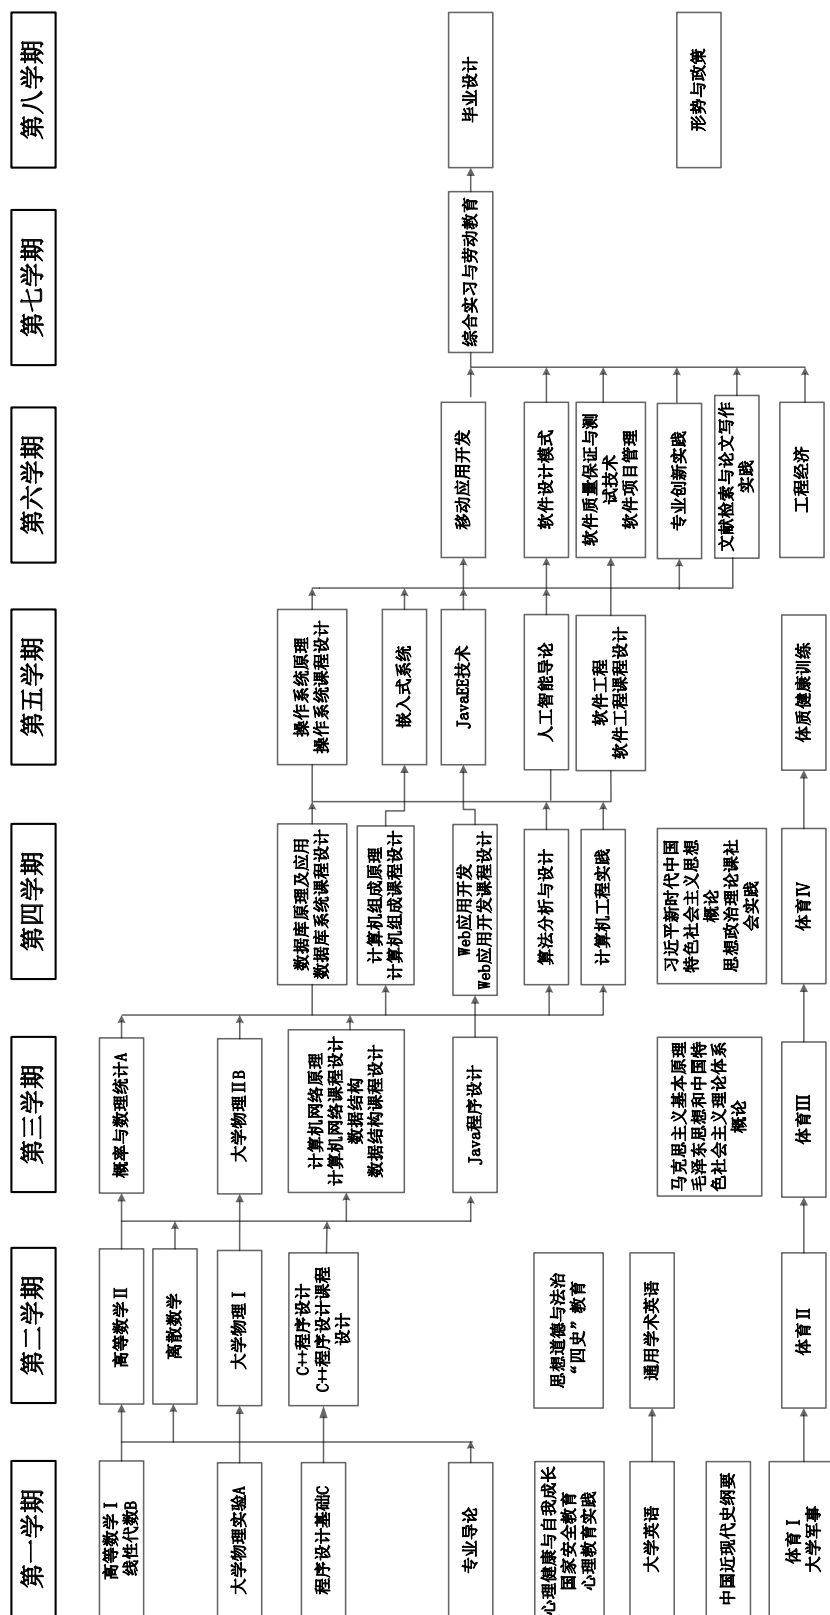 第一学期
高等数学Ⅰ
线性代数B
大学物理实验A
程序设计基础C
专业导论
心理健康与自我成长
国家安全教育
心理教育实践
大学英语
中国近现代史纲要
体育Ⅰ
大学军事
第二学期
高等数学Ⅱ
离散数学
大学物理Ⅰ
C++程序设计
C++程序设计课程
设计
思想道德与法治
“四史”教育
通用学术英语
体育Ⅱ
第三学期
概率与数理统计A
大学物理ⅡB
计算机网络原理
计算机网络课程设计
数据结构
数据结构课程设计
Java程序设计
马克思主义基本原理
毛泽东思想和中国特
色社会主义理论体系
概论
体育Ⅲ
第四学期
数据库原理及应用
数据库系统课程设计
计算机组成原理
计算机组成课程设计
Web应用开发
Web应用开发课程设计
算法分析与设计
计算机工程实践
习近平新时代中国
特色社会主义思想
概论
思想政治理论课社
会实践
体育Ⅳ
第五学期
操作系统原理
操作系统课程设计
嵌入式系统
JavaEE技术
人工智能导论
软件工程
软件工程课程设计
体质健康训练
第六学期
移动应用开发
软件设计模式
软件质量保证与测
试技术
软件项目管理
专业创新实践
文献检索与论文写作
实践
工程经济
第七学期
综合实习与劳动教育
第八学期
毕业设计
形势与政策